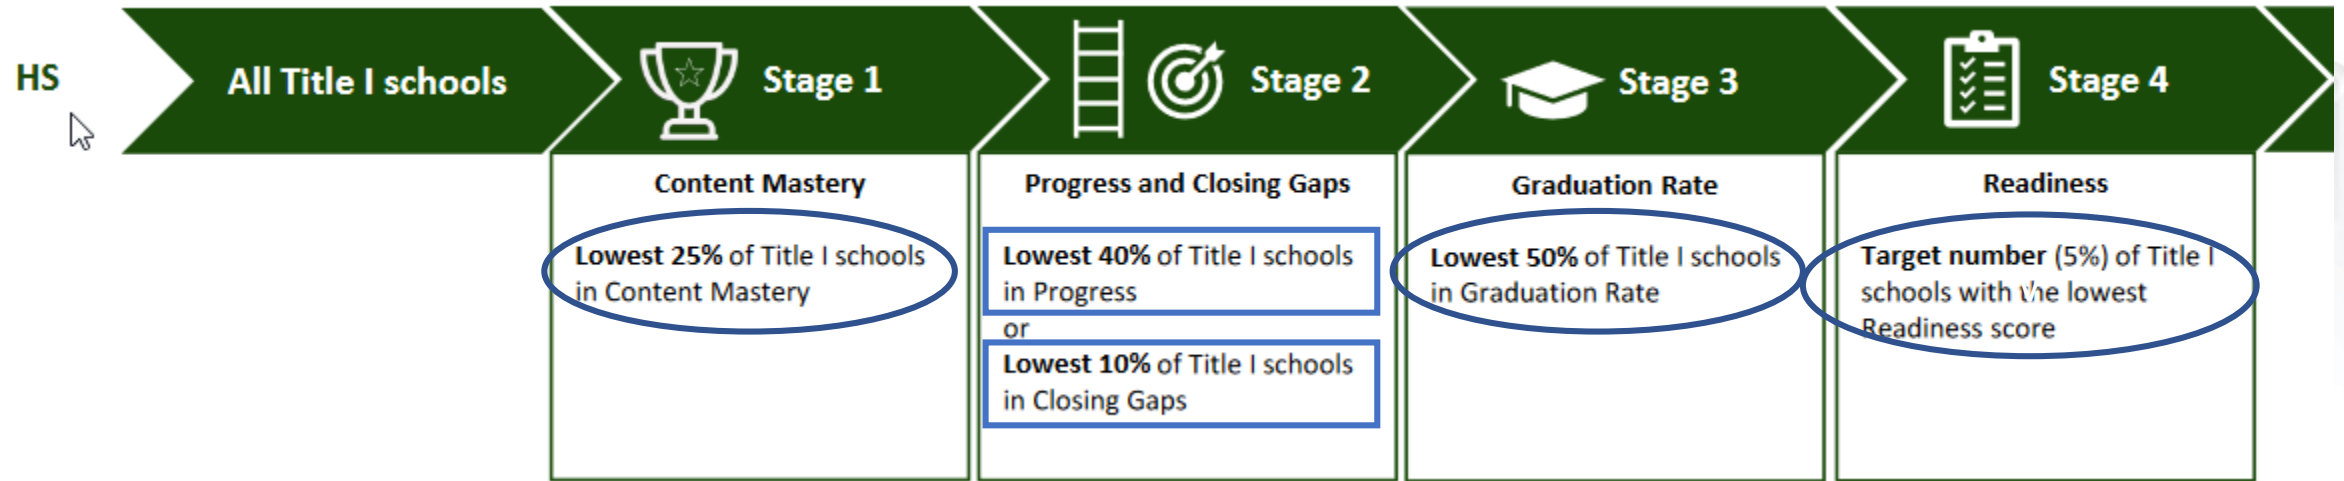 HS
All Title I schools
Stage 1
Stage 2
Stage 3
Stage 4
Content Mastery
Lowest 25% of Title I schools
in Content Mastery
Progress and Closing Gaps
Lowest 40% of Title I schools
in Progress
or
Lowest 10% of Title I schools
in Closing Gaps
Graduation Rate
Lowest 50% of Title I schools
in Graduation Rate
Readiness
Target number (5%) of Title I
schools with the lowest
Readiness score